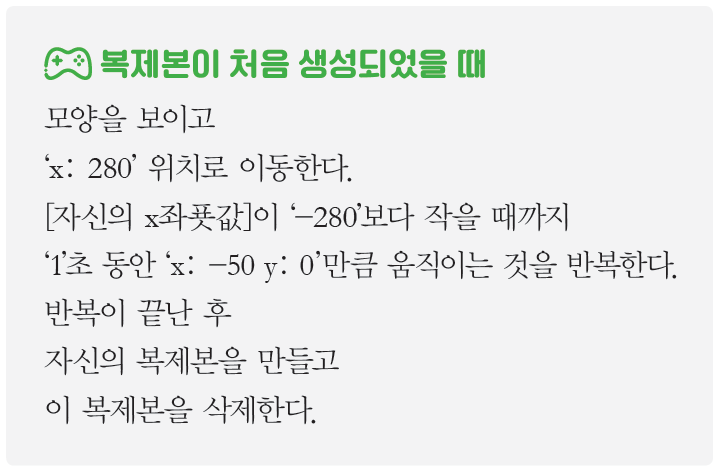 복제본이 처음 생성되었을 때
모양을 보이고
‘x: 280’ 위치로 이동한다.
[자신의 x좌푯값]이 ‘−280’보다 작을 때까지
‘1’초 동안 ‘x: −50 y: 0’만큼 움직이는 것을 반복한다.
반복이 끝난 후
자신의 복제본을 만들고
이 복제본을 삭제한다.